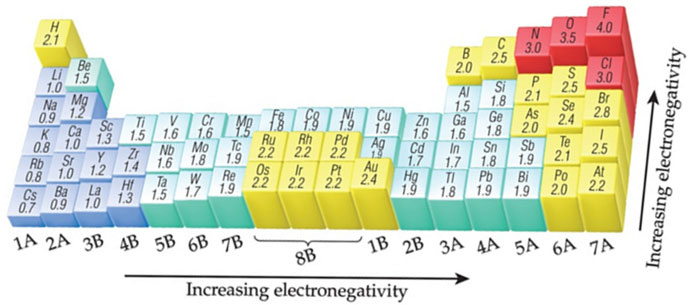 H
2.1
Li Be B C N O F
1.0 1.5 2.0 2.5 3.0 3.5 4.0
Na Mg Al Si P S Cl
0.9 1.2 1.5 1.8 2.1 2.5 3.0
K Ca Sc Ti V Cr Mn Fe Co Ni Cu Zn Ga Ge As Se Br
0.8 1.0 1.3 1.5 1.6 1.6 1.5 1.8 1.9 1.9 1.9 1.6 1.6 1.8 2.0 2.4 2.8
Rb Sr Y Zr Nb Mo Tc Ru Rh Pd Ag Cd In Sn Sb Te I
0.8 1.0 1.2 1.4 1.6 1.8 1.9 2.2 2.2 2.2 1.9 1.7 1.7 1.8 1.9 2.1 2.5
Cs Ba La Hf Ta W Re Os Ir Pt Au Hg Tl Pb Bi Po At
0.7 0.9 1.0 1.3 1.5 1.7 1.9 2.2 2.2 2.2 2.4 1.9 1.8 1.9 1.9 2.0 2.2
1A 2A 3B 4B 5B 6B 7B 8B 1B 2B 3A 4A 5A 6A 7A
Increasing electronegativity
Increasing electronegativity